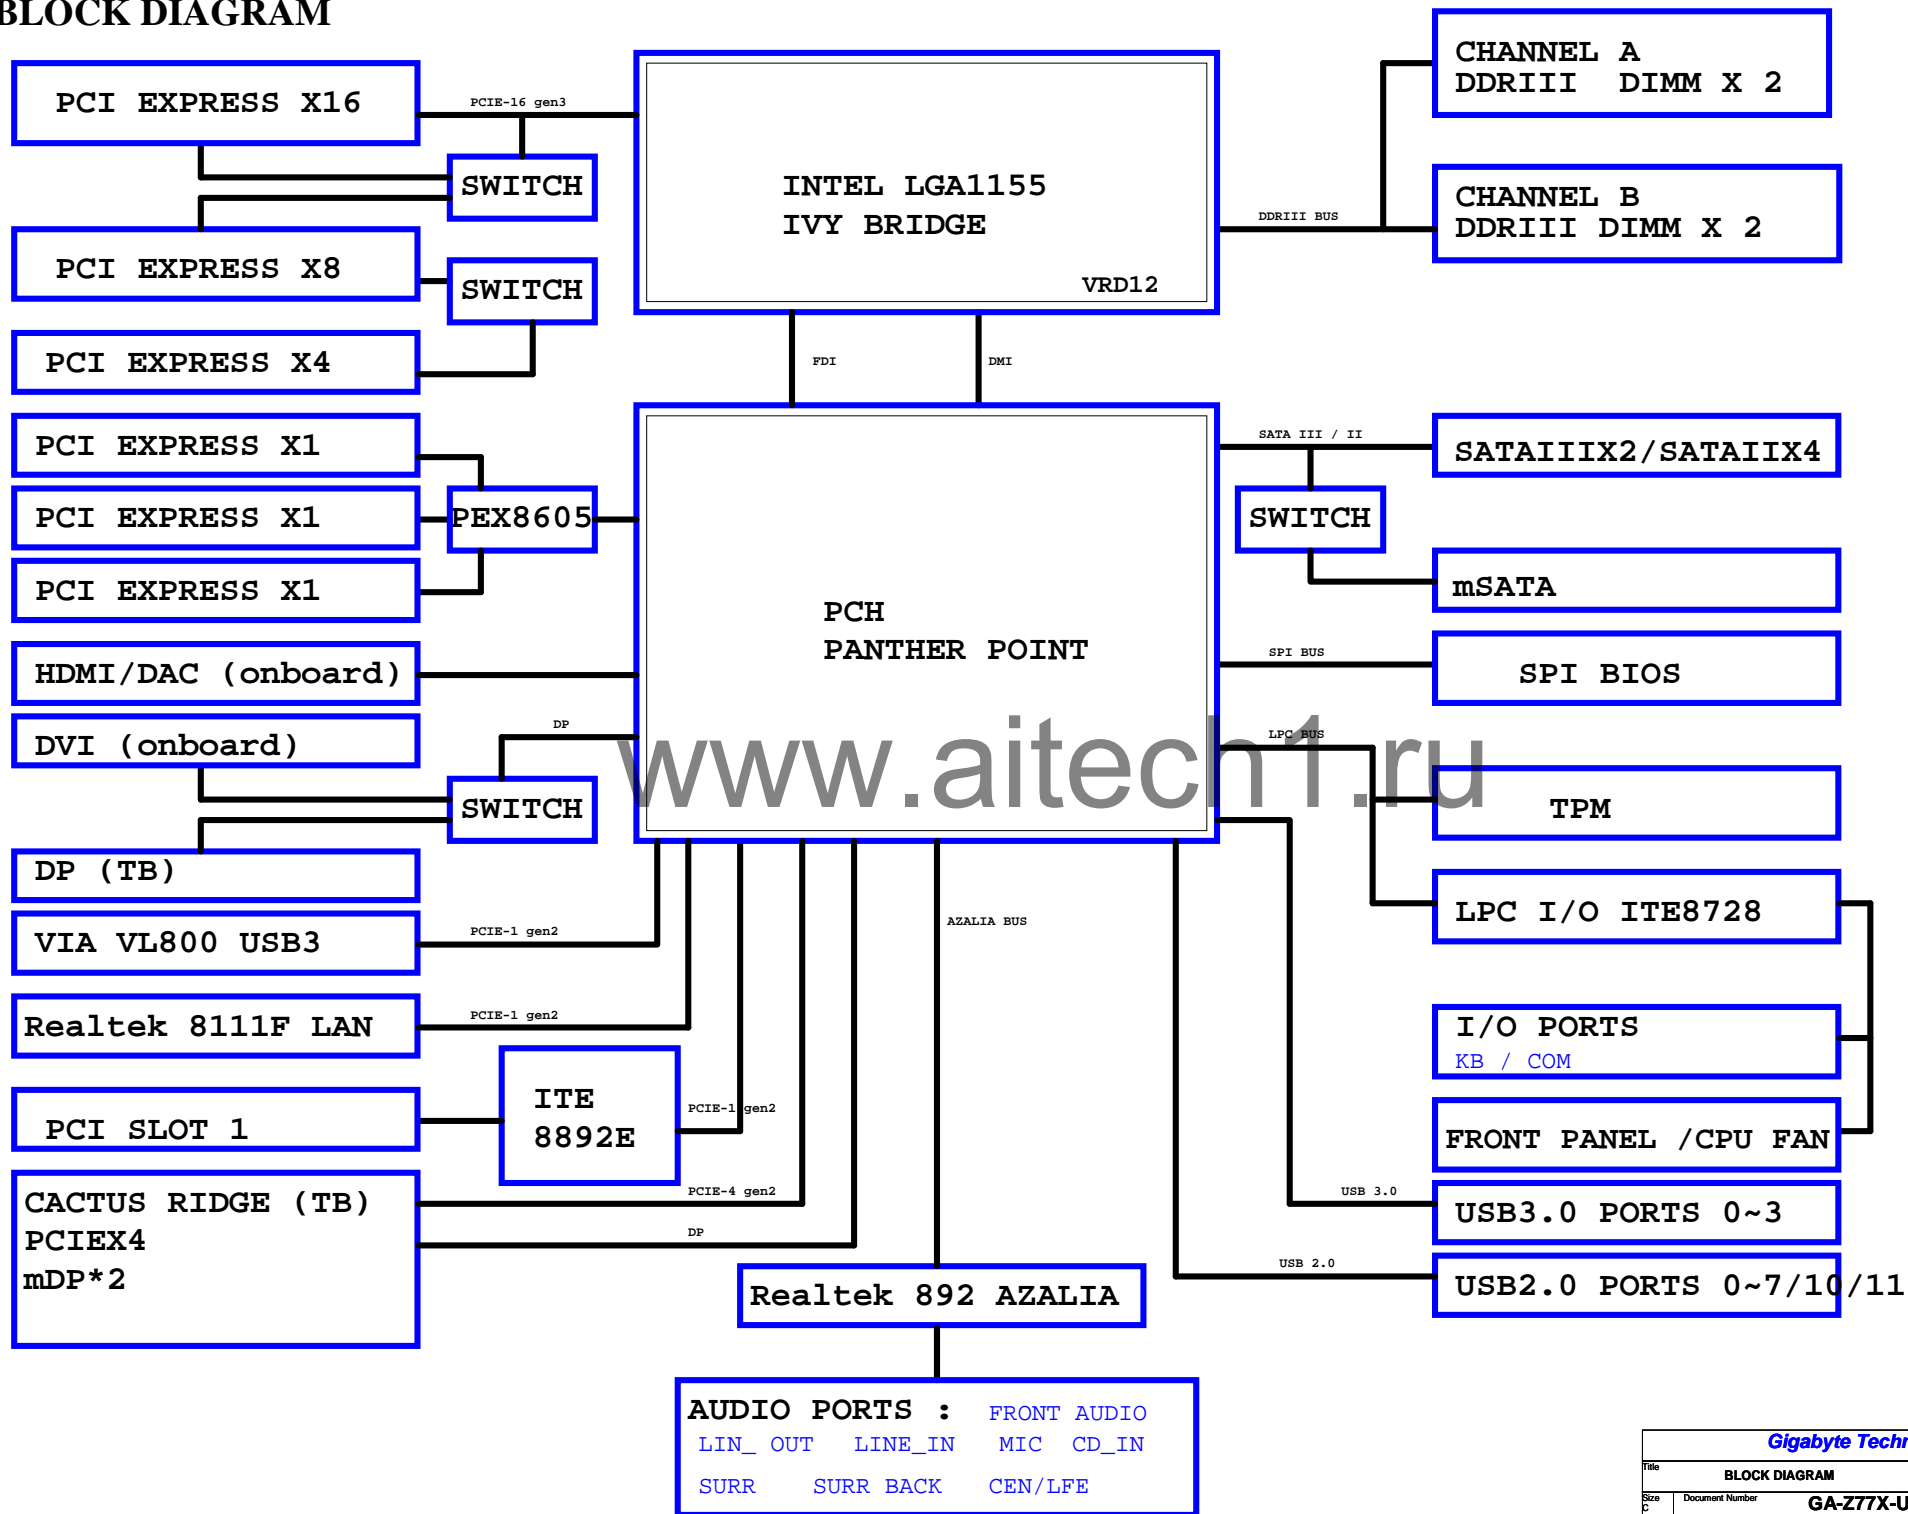 BLOCK DIAGRAM
PCI EXPRESS X16
PCIE-16 gen3
SWITCH
PCI EXPRESS X8
SWITCH
PCI EXPRESS X4
INTEL LGA1155
IVY BRIDGE
VRD12
DDRIII BUS
CHANNEL A
DDRIII DIMM X 2
CHANNEL B
DDRIII DIMM X 2
FDI
DMI
PCI EXPRESS X1
PCI EXPRESS X1
PCI EXPRESS X1
PEX8605
HDMI/DAC (onboard)
DVI (onboard)
DP
SWITCH
DP (TB)
PCH
PANTHER POINT
SATA III / II
SATAIIIX2/SATAIIX4
SWITCH
mSATA
SPI BUS
SPI BIOS
LPC BUS
TPM
www.aitech1.ru
LPC I/O ITE8728
I/O PORTS
KB / COM
FRONT PANEL /CPU FAN
VIA VL800 USB3
PCIE-1 gen2
Realtek 8111F LAN
PCIE-1 gen2
PCI SLOT 1
ITE
8892E
PCIE-1 gen2
CACTUS RIDGE (TB)
PCIEX4
mDP*2
PCIE-4 gen2
DP
AZALIA BUS
USB 3.0
USB3.0 PORTS 0~3
USB 2.0
USB2.0 PORTS 0~7/10/11
Realtek 892 AZALIA
AUDIO PORTS : FRONT AUDIO
LIN_ OUT LINE_IN MIC CD_IN
SURR SURR BACK CEN/LFE
Gigabyte Techn
Title
BLOCK DIAGRAM
Size
C
Document Number
GA-Z77X-U